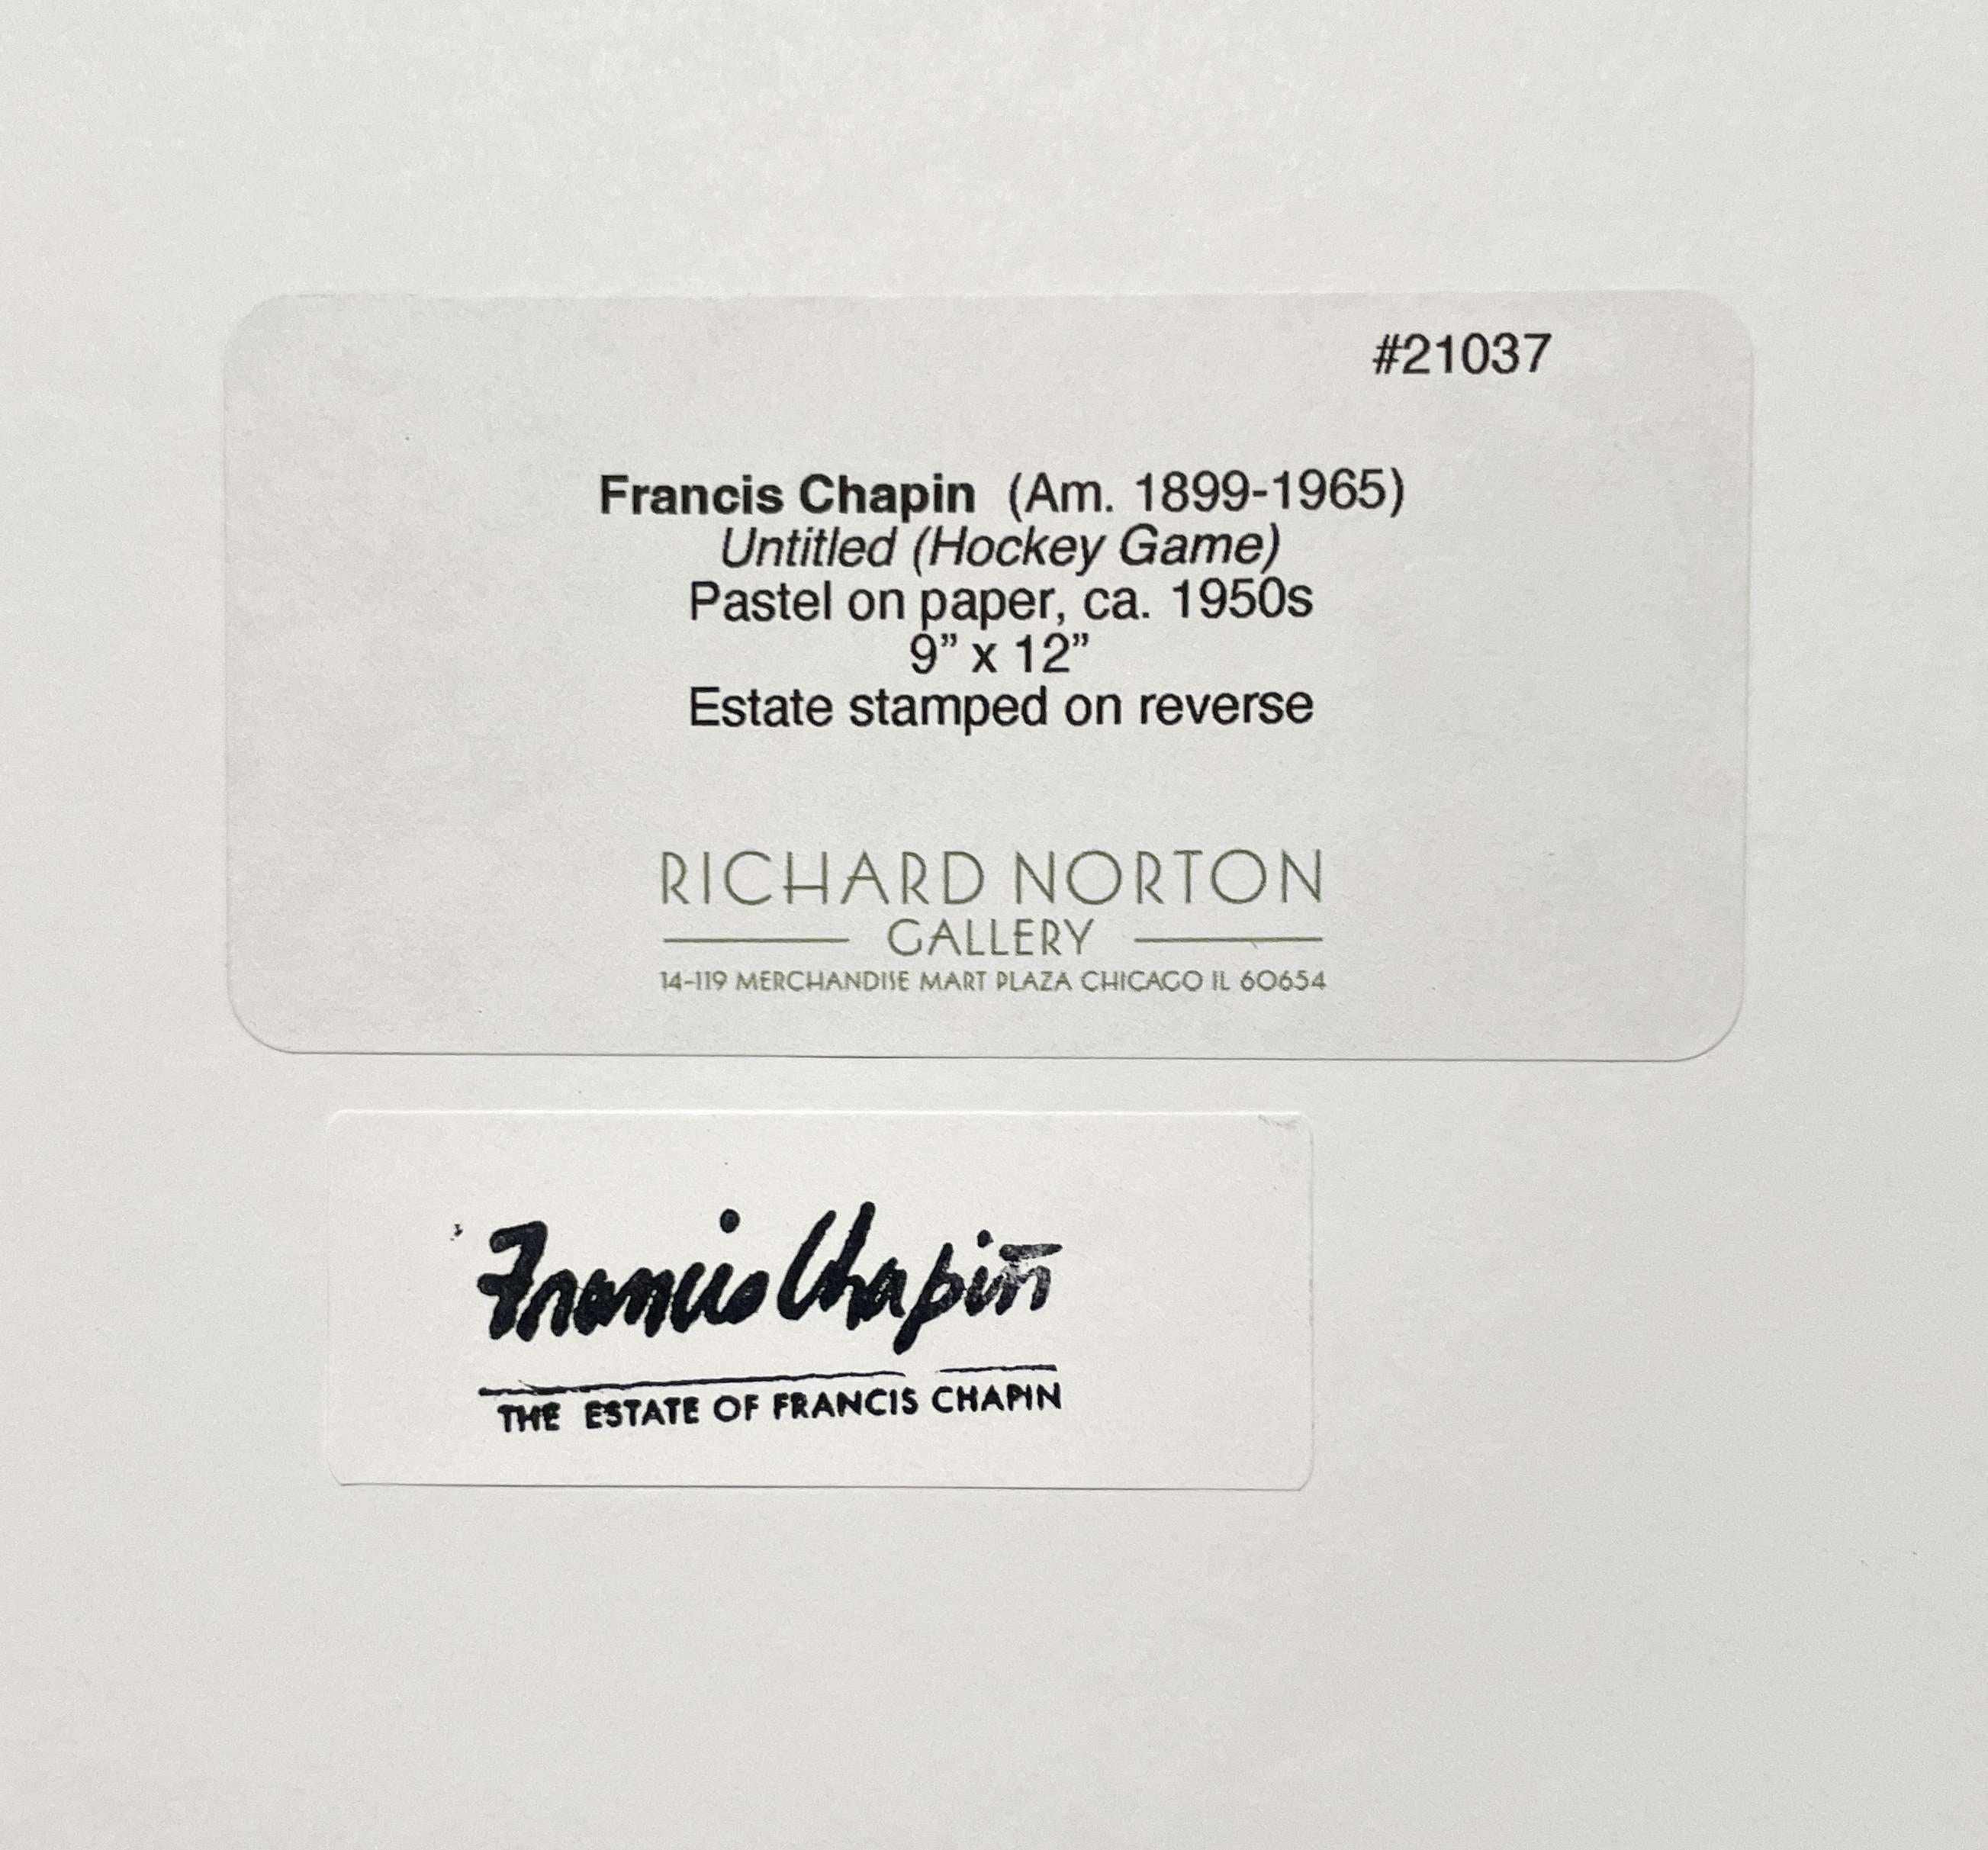 #21037
Francis Chapin (Am. 1899-1965)
Untitled (Hockey Game)
Pastel on paper, ca. 1950s
9” x 12”
Estate stamped on reverse
RICHARD NORTON
GALLERY
14-119 MERCHANDISE MART PLAZA CHICAGO IL 60654
Francis Chapin
THE ESTATE OF FRANCIS CHAPIN